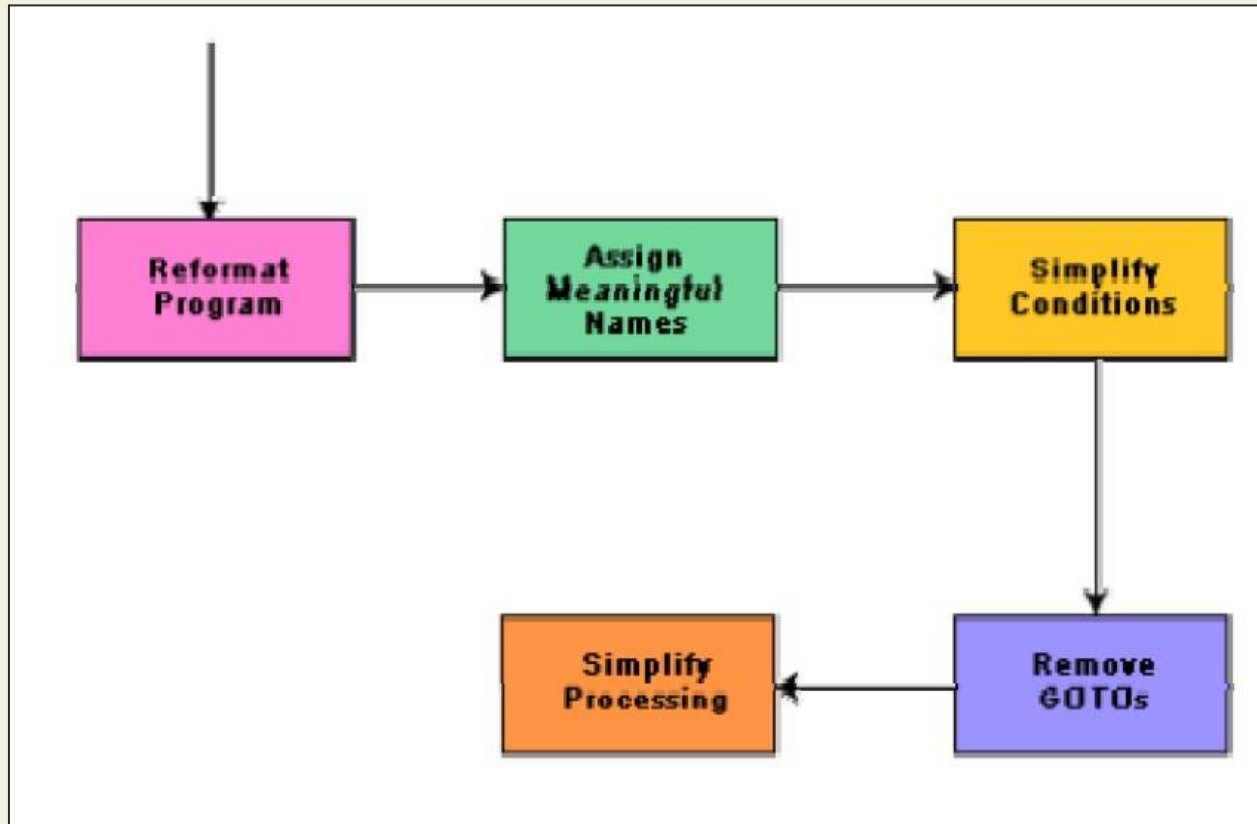 Reformat
Program
Assign
Meaningful
Names
Simplify
Conditions
Remove
GOTOs
Simplify
Processing